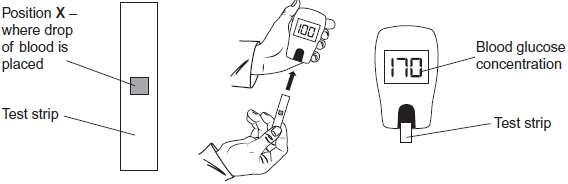 Position X –
where drop
of blood is
placed
Test strip
100
170
Blood glucose
concentration
Test strip